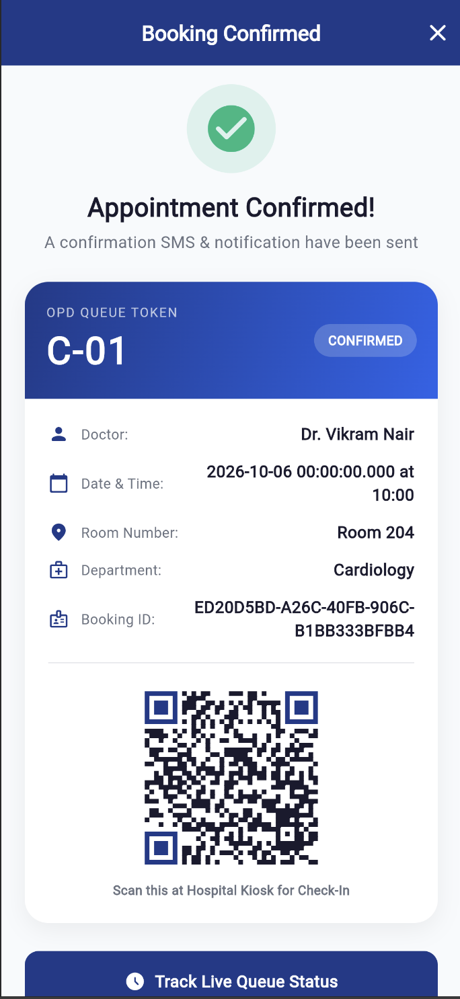 Booking Confirmed
Appointment Confirmed!
A confirmation SMS & notification have been sent
OPD QUEUE TOKEN
C-01
CONFIRMED
Doctor:
Dr. Vikram Nair
Date & Time:
2026-10-06 00:00:00.000 at
10:00
Room Number:
Room 204
Department:
Cardiology
Booking ID:
ED20D5BD-A26C-40FB-906C-
B1BB333BFBB4
Scan this at Hospital Kiosk for Check-In
Track Live Queue Status